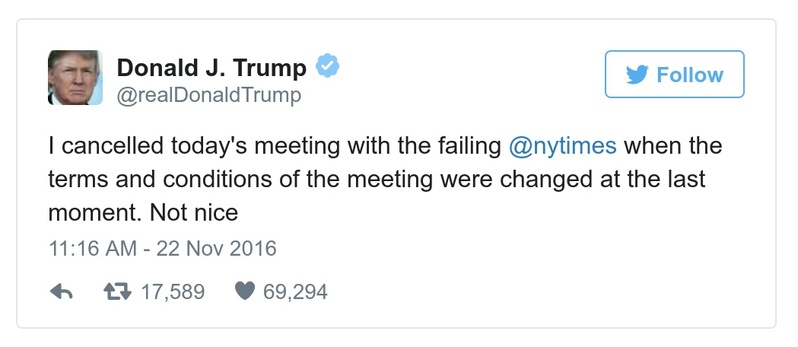 Donald J. Trump
@realDonaldTrump
Follow
I cancelled today's meeting with the failing @nytimes when the
terms and conditions of the meeting were changed at the last
moment. Not nice
11:16 AM - 22 Nov 2016
17,589 69,294